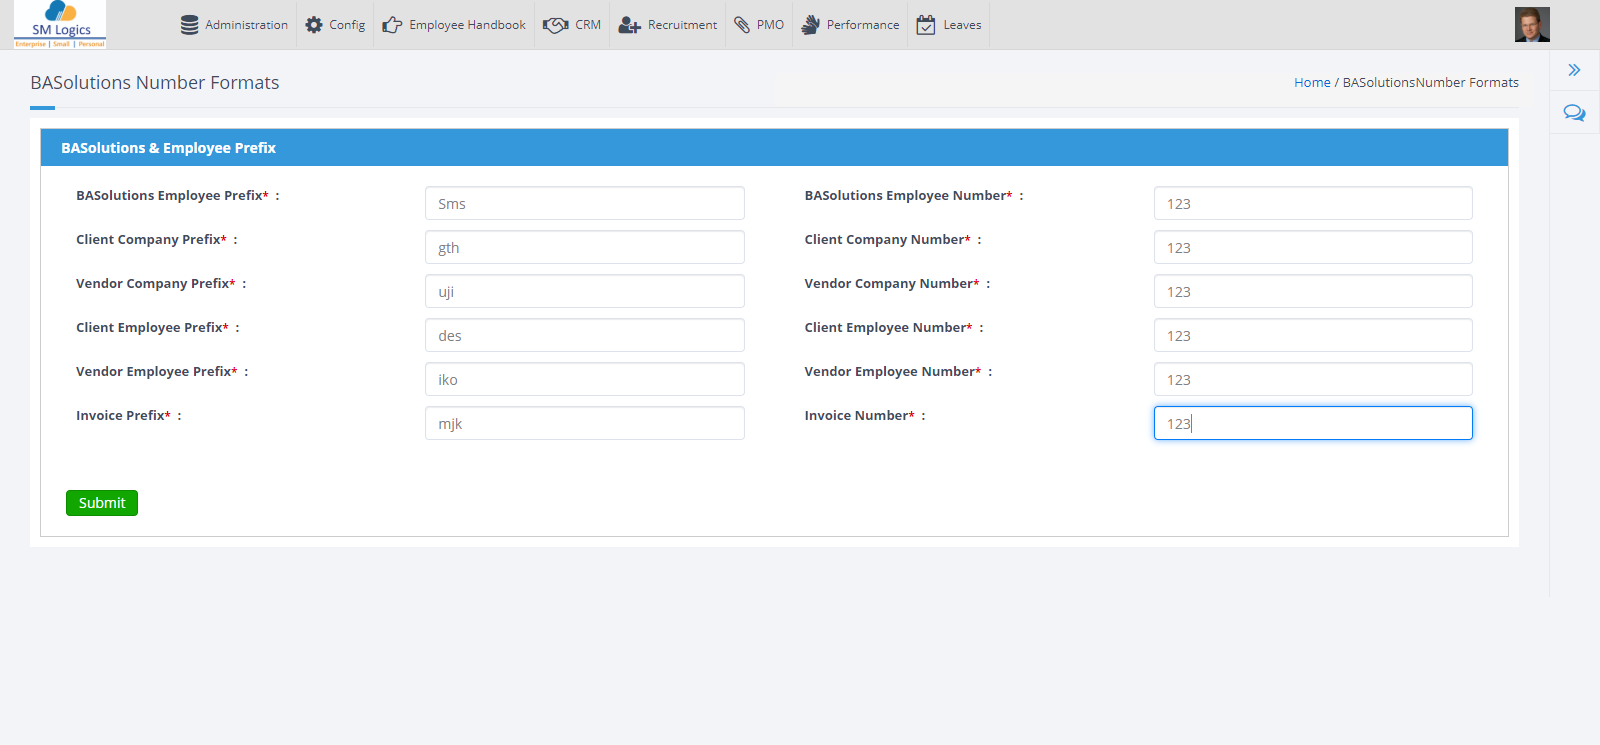 SM Logics
Enterprise | Small | Personal
Administration Config Employee Handbook CRM Recruitment PMO Performance Leaves
BASolutions Number Formats
Home / BASolutionsNumber Formats
BASolutions & Employee Prefix
BASolutions Employee Prefix* : Sms BASolutions Employee Number* : 123
Client Company Prefix* : gth Client Company Number* : 123
Vendor Company Prefix* : uji Vendor Company Number* : 123
Client Employee Prefix* : des Client Employee Number* : 123
Vendor Employee Prefix* : iko Vendor Employee Number* : 123
Invoice Prefix* : mjk Invoice Number* : 123
Submit